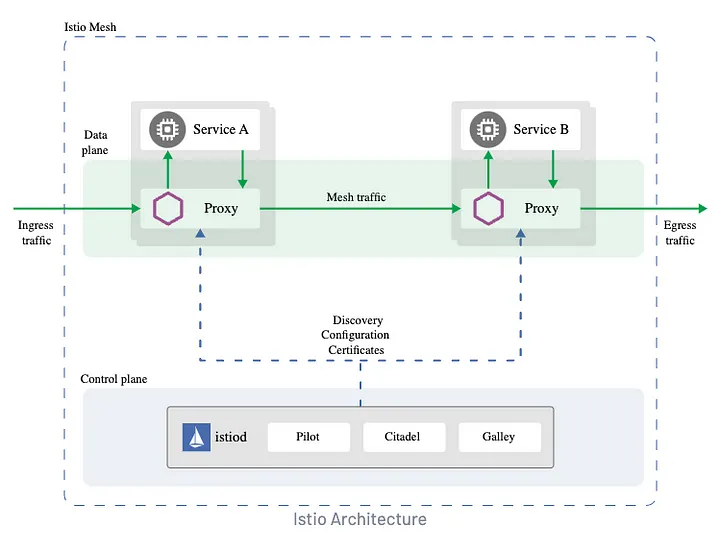 Istio Mesh
Data
plane
Service A
Service B
Proxy
Mesh traffic
Proxy
Ingress
traffic
Egress
traffic
Discovery
Configuration
Certificates
Control plane
istiod
Pilot
Citadel
Galley
Istio Architecture